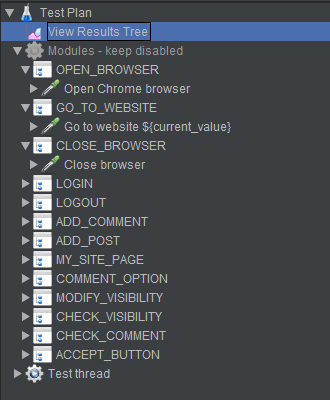 Test Plan
View Results Tree
Modules - keep disabled
OPEN_BROWSER
Open Chrome browser
GO_TO_WEBSITE
Go to website ${current_value}
CLOSE_BROWSER
Close browser
LOGIN
LOGOUT
ADD_COMMENT
ADD_POST
MY_SITE_PAGE
COMMENT_OPTION
MODIFY_VISIBILITY
CHECK_VISIBILITY
CHECK_COMMENT
ACCEPT_BUTTON
Test thread